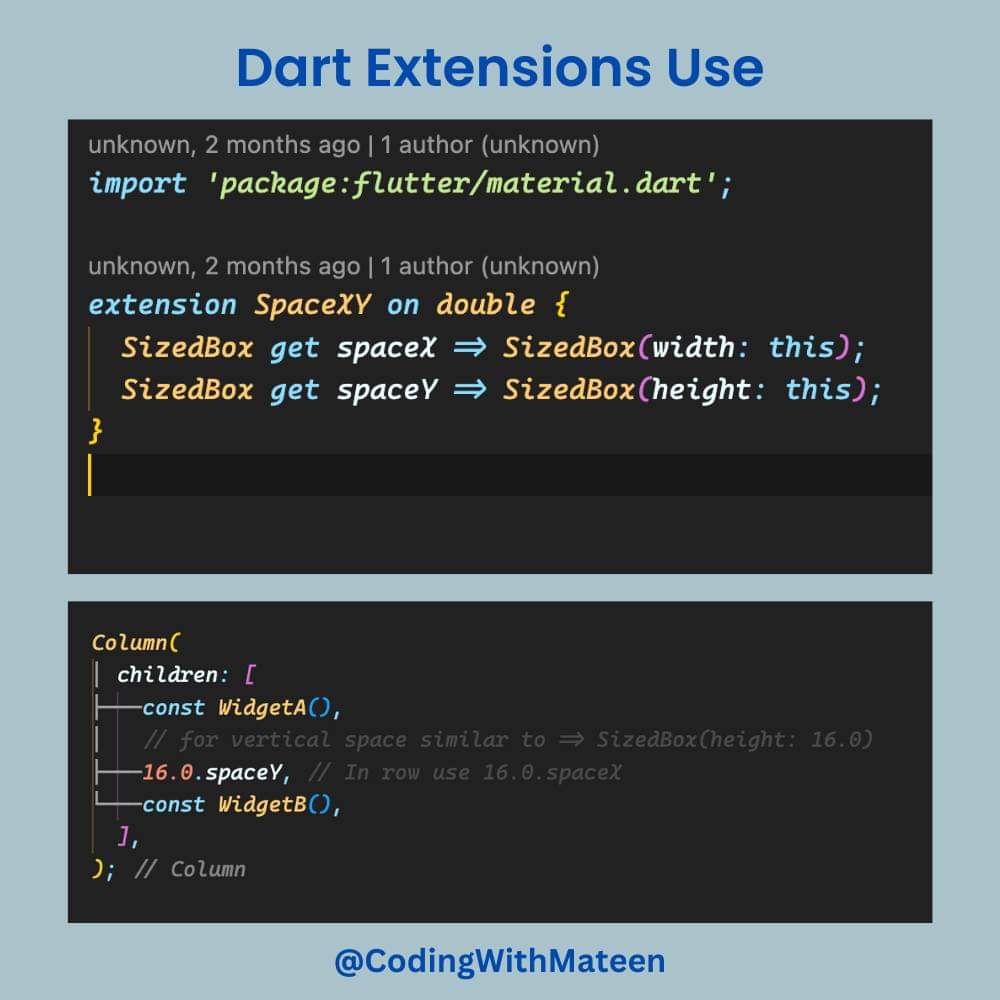 Dart Extensions Use
unknown, 2 months ago | 1 author (unknown)
import 'package:flutter/material.dart';
unknown, 2 months ago | 1 author (unknown)
extension SpaceXY on double {
SizedBox get spaceX => SizedBox(width: this);
SizedBox get spaceY => SizedBox(height: this);
}
Column(
children: [
const WidgetA(),
// for vertical space similar to => SizedBox(height: 16.0)
16.0.spaceY, // In row use 16.0.spaceX
const WidgetB(),
],
); // Column
@CodingWithMateen